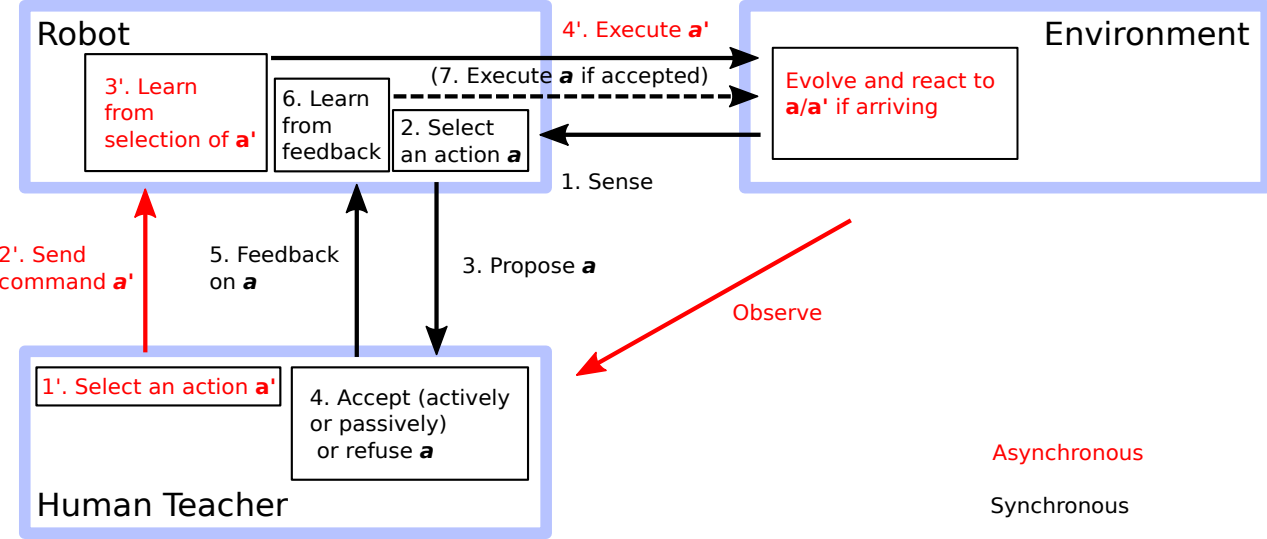 Robot
3'. Learn
from
selection of a'
6. Learn
from
feedback
2. Select
an action a
4'. Execute a'
(7. Execute a if accepted)
1. Sense
Environment
Evolve and react to
a/a' if arriving
2'. Send
command a'
5. Feedback
on a
3. Propose a
Observe
1'. Select an action a'
4. Accept (actively
or passively)
or refuse a
Human Teacher
Asynchronous
Synchronous